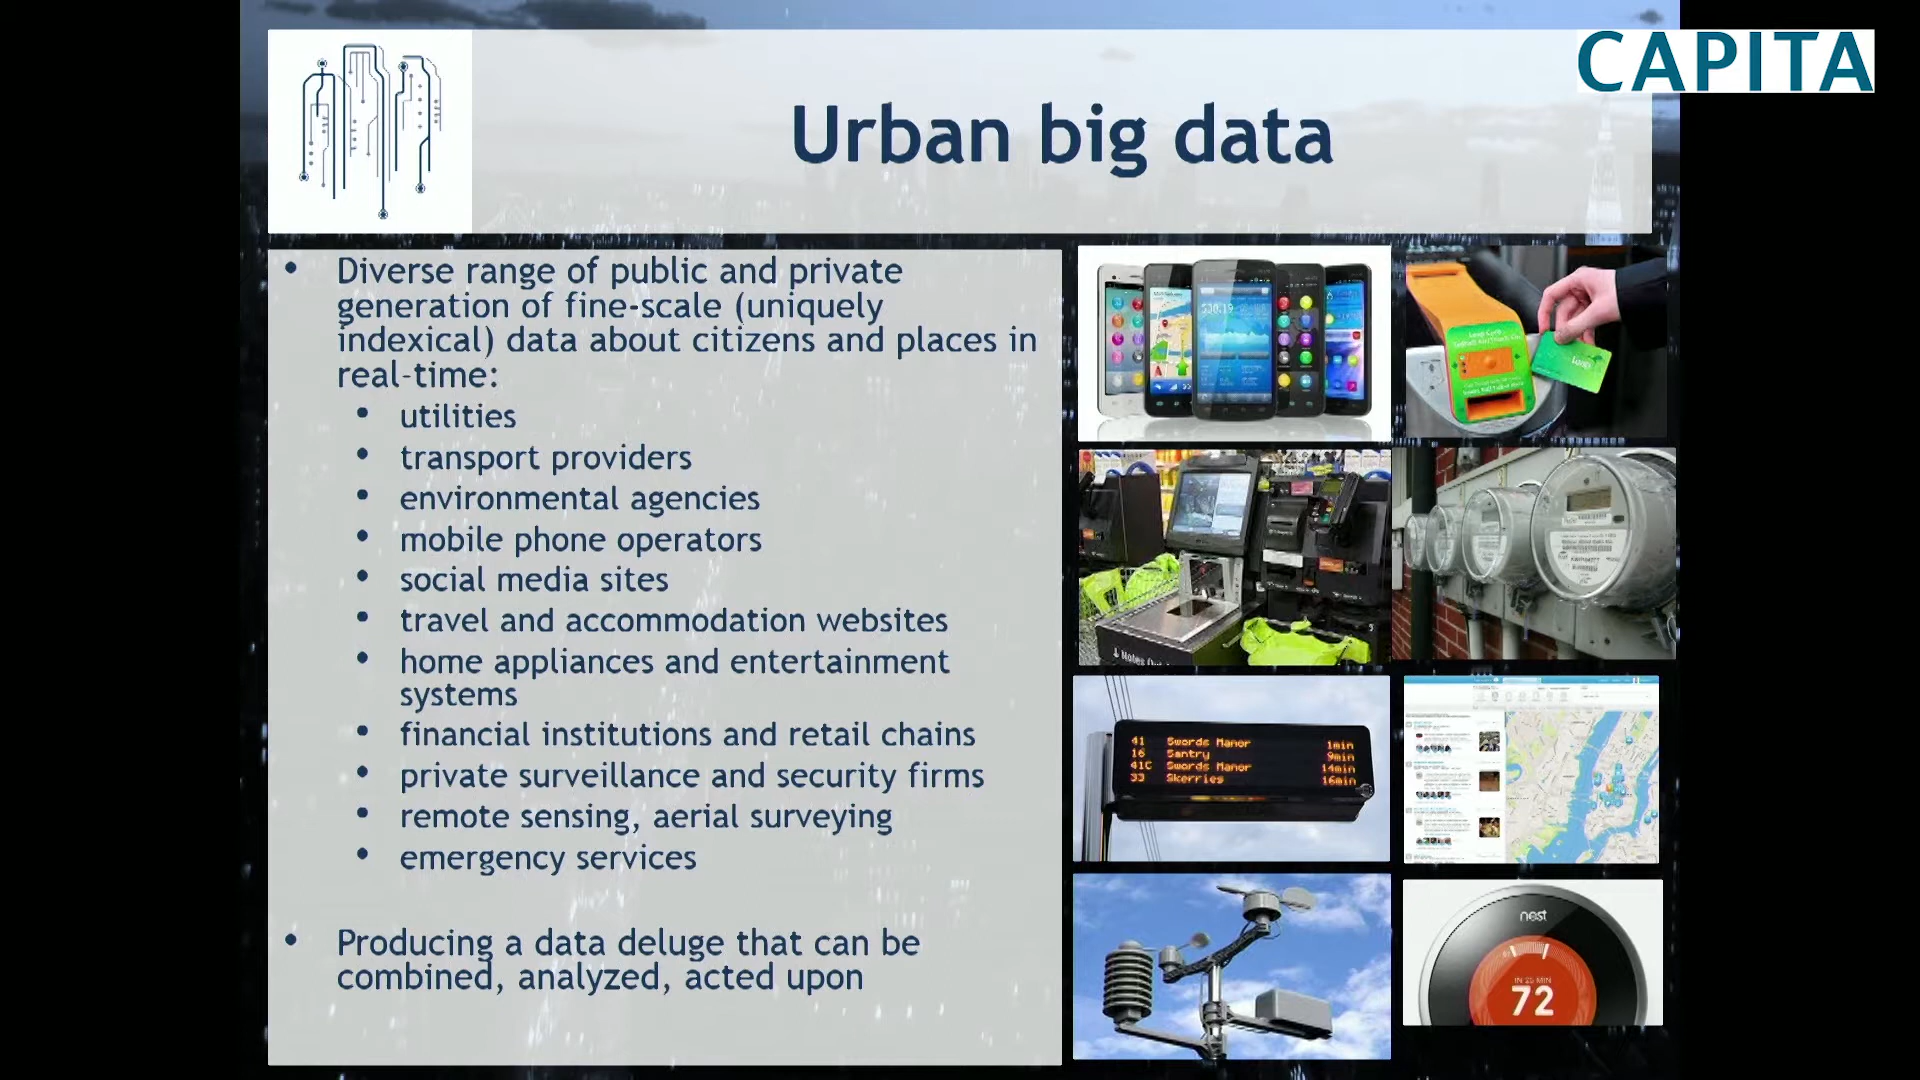 CAPITA
Urban big data
• Diverse range of public and private
generation of fine-scale (uniquely
indexical) data about citizens and places in
real-time:
• utilities
• transport providers
• environmental agencies
• mobile phone operators
• social media sites
• travel and accommodation websites
• home appliances and entertainment
systems
• financial institutions and retail chains
• private surveillance and security firms
• remote sensing, aerial surveying
• emergency services
• Producing a data deluge that can be
combined, analyzed, acted upon
41 Swords Manor 1min
16 Santry 9min
41C Swords Manor 14min
33 Skerries 16min
nest
IN 25 MIN
72